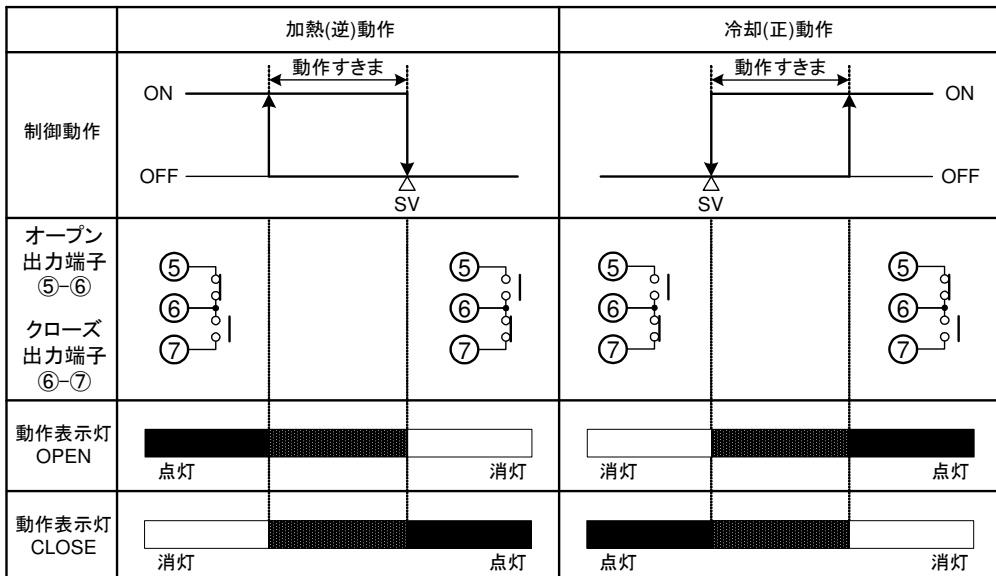 加熱(逆)動作
冷却(正)動作
制御動作
動作すきま
ON
OFF
SV
動作すきま
ON
OFF
SV
オープン
出力端子
⑤-⑥
クローズ
出力端子
⑥-⑦
⑤
⑥
⑦
⑤
⑥
⑦
⑤
⑥
⑦
⑤
⑥
⑦
動作表示灯
OPEN
点灯
消灯
消灯
点灯
動作表示灯
CLOSE
消灯
点灯
点灯
消灯